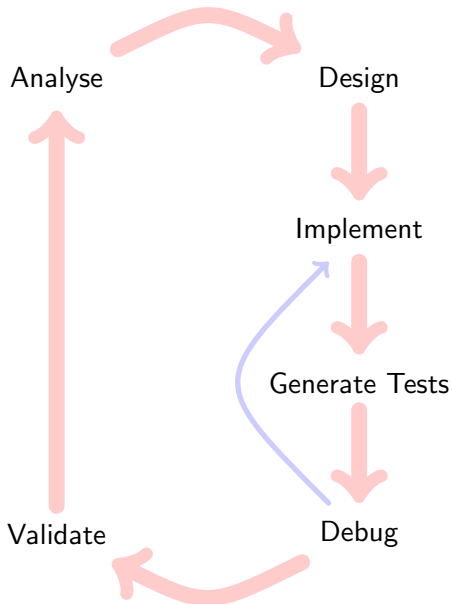 Analyse
Design
Implement
Generate Tests
Validate
Debug